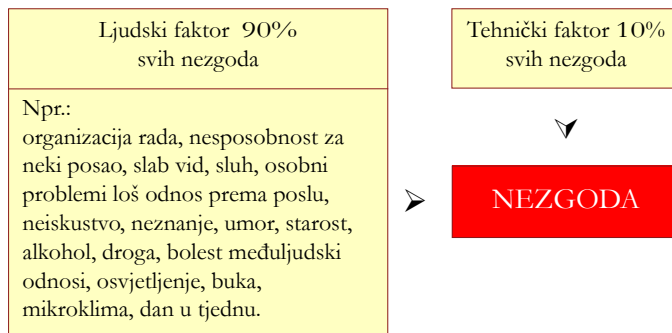 Ljudski faktor 90%
svih nezgoda
Npr.:
organizacija rada, nesposobnost za
neki posao, slab vid, sluh, osobni
problemi loš odnos prema poslu,
neiskustvo, neznanje, umor, starost,
alkohol, droga, bolest međuljudski
odnosi, osvjetljenje, buka,
mikroklima, dan u tjednu.
Tehnički faktor 10%
svih nezgoda
NEZGODA